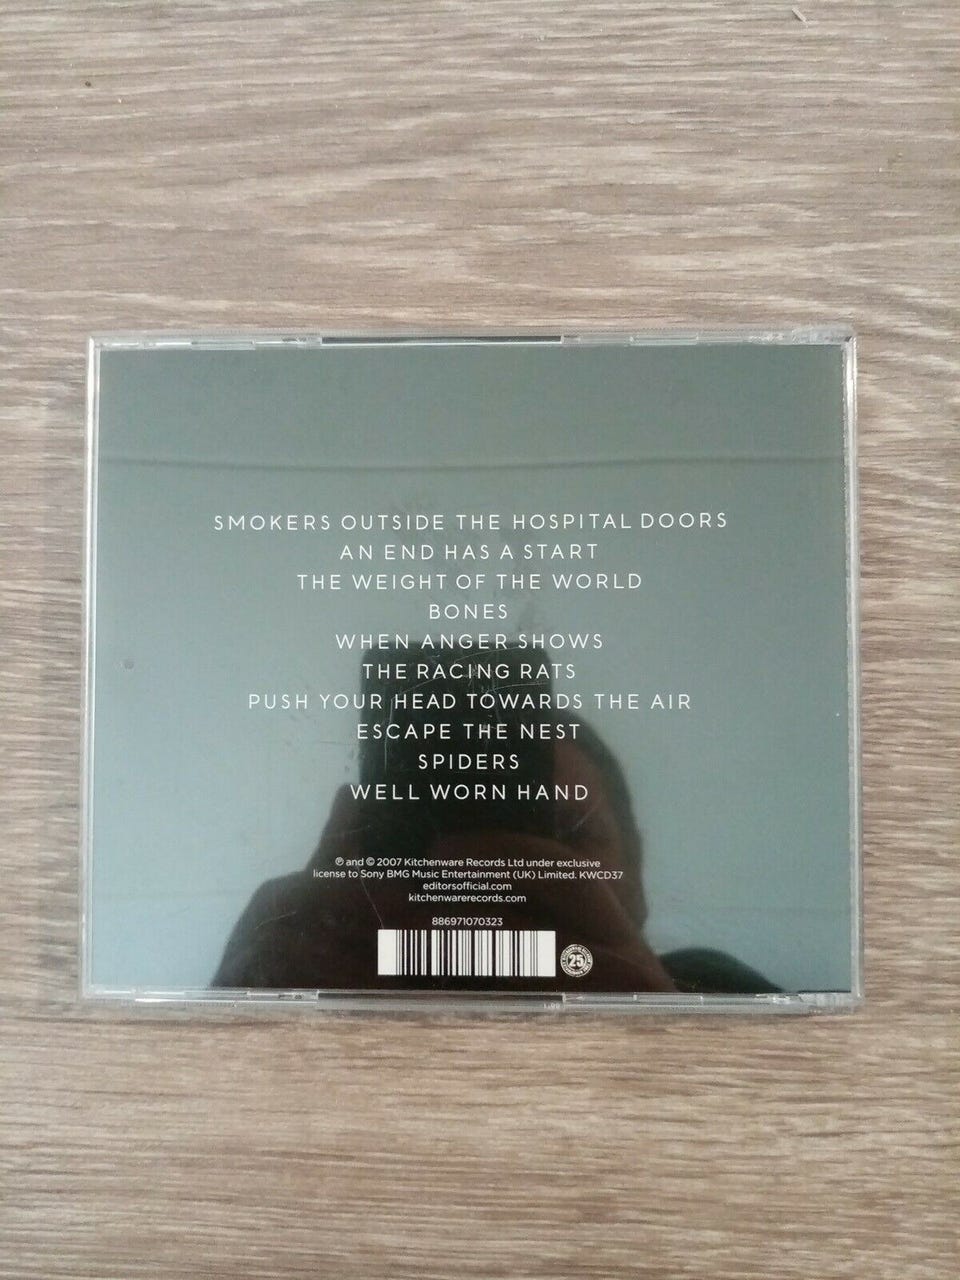 SMOKERS OUTSIDE THE HOSPITAL DOORS
AN END HAS A START
THE WEIGHT OF THE WORLD
BONES
WHEN ANGER SHOWS
THE RACING RATS
PUSH YOUR HEAD TOWARDS THE AIR
ESCAPE THE NEST
SPIDERS
WELL WORN HAND
℗ and © 2007 Kitchenware Records Ltd under exclusive
license to Sony BMG Music Entertainment (UK) Limited. KWCD37
editorsofficial.com
kitchenwarerecords.com
886971070323
25